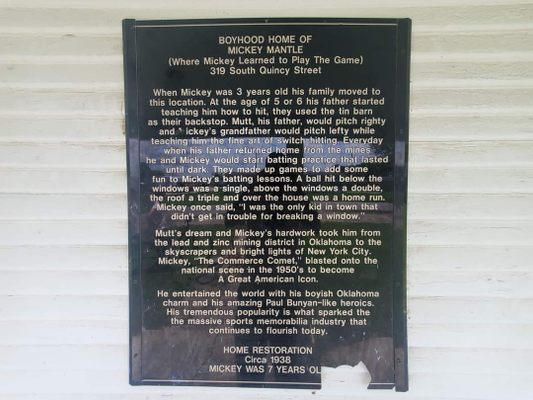 BOYHOOD HOME OF
MICKEY MANTLE
(Where Mickey Learned to Play The Game)
319 South Quincy Street
When Mickey was 3 years old his family moved to
this location. At the age of 5 or 6 his father started
teaching him how to hit, they used the tin barn
as their backstop. Mutt, his father, would pitch righty
and ickey's grandfather would pitch lefty while
teaching him the fine art of switch-hitting. Everyday
when his father returned home from the mines
he and Mickey would start batting practice that lasted
until dark. They made up games to add some
fun to Mickey's batting lessons. A ball hit below the
windows was a single, above the windows a double,
the roof a triple and over the house was a home run.
Mickey once said, "I was the only kid in town that
didn't get in trouble for breaking a window."
Mutt's dream and Mickey's hardwork took him from
the lead and zinc mining district in Oklahoma to the
skyscrapers and bright lights of New York City.
Mickey, "The Commerce Comet," blasted onto the
national scene in the 1950's to become
A Great American Icon.
He entertained the world with his boyish Oklahoma
charm and his amazing Paul Bunyan-like heroics.
His tremendous popularity is what sparked the
the massive sports memorabilia industry that
continues to flourish today.
HOME RESTORATION
Circa 1938
MICKEY WAS 7 YEARS OL